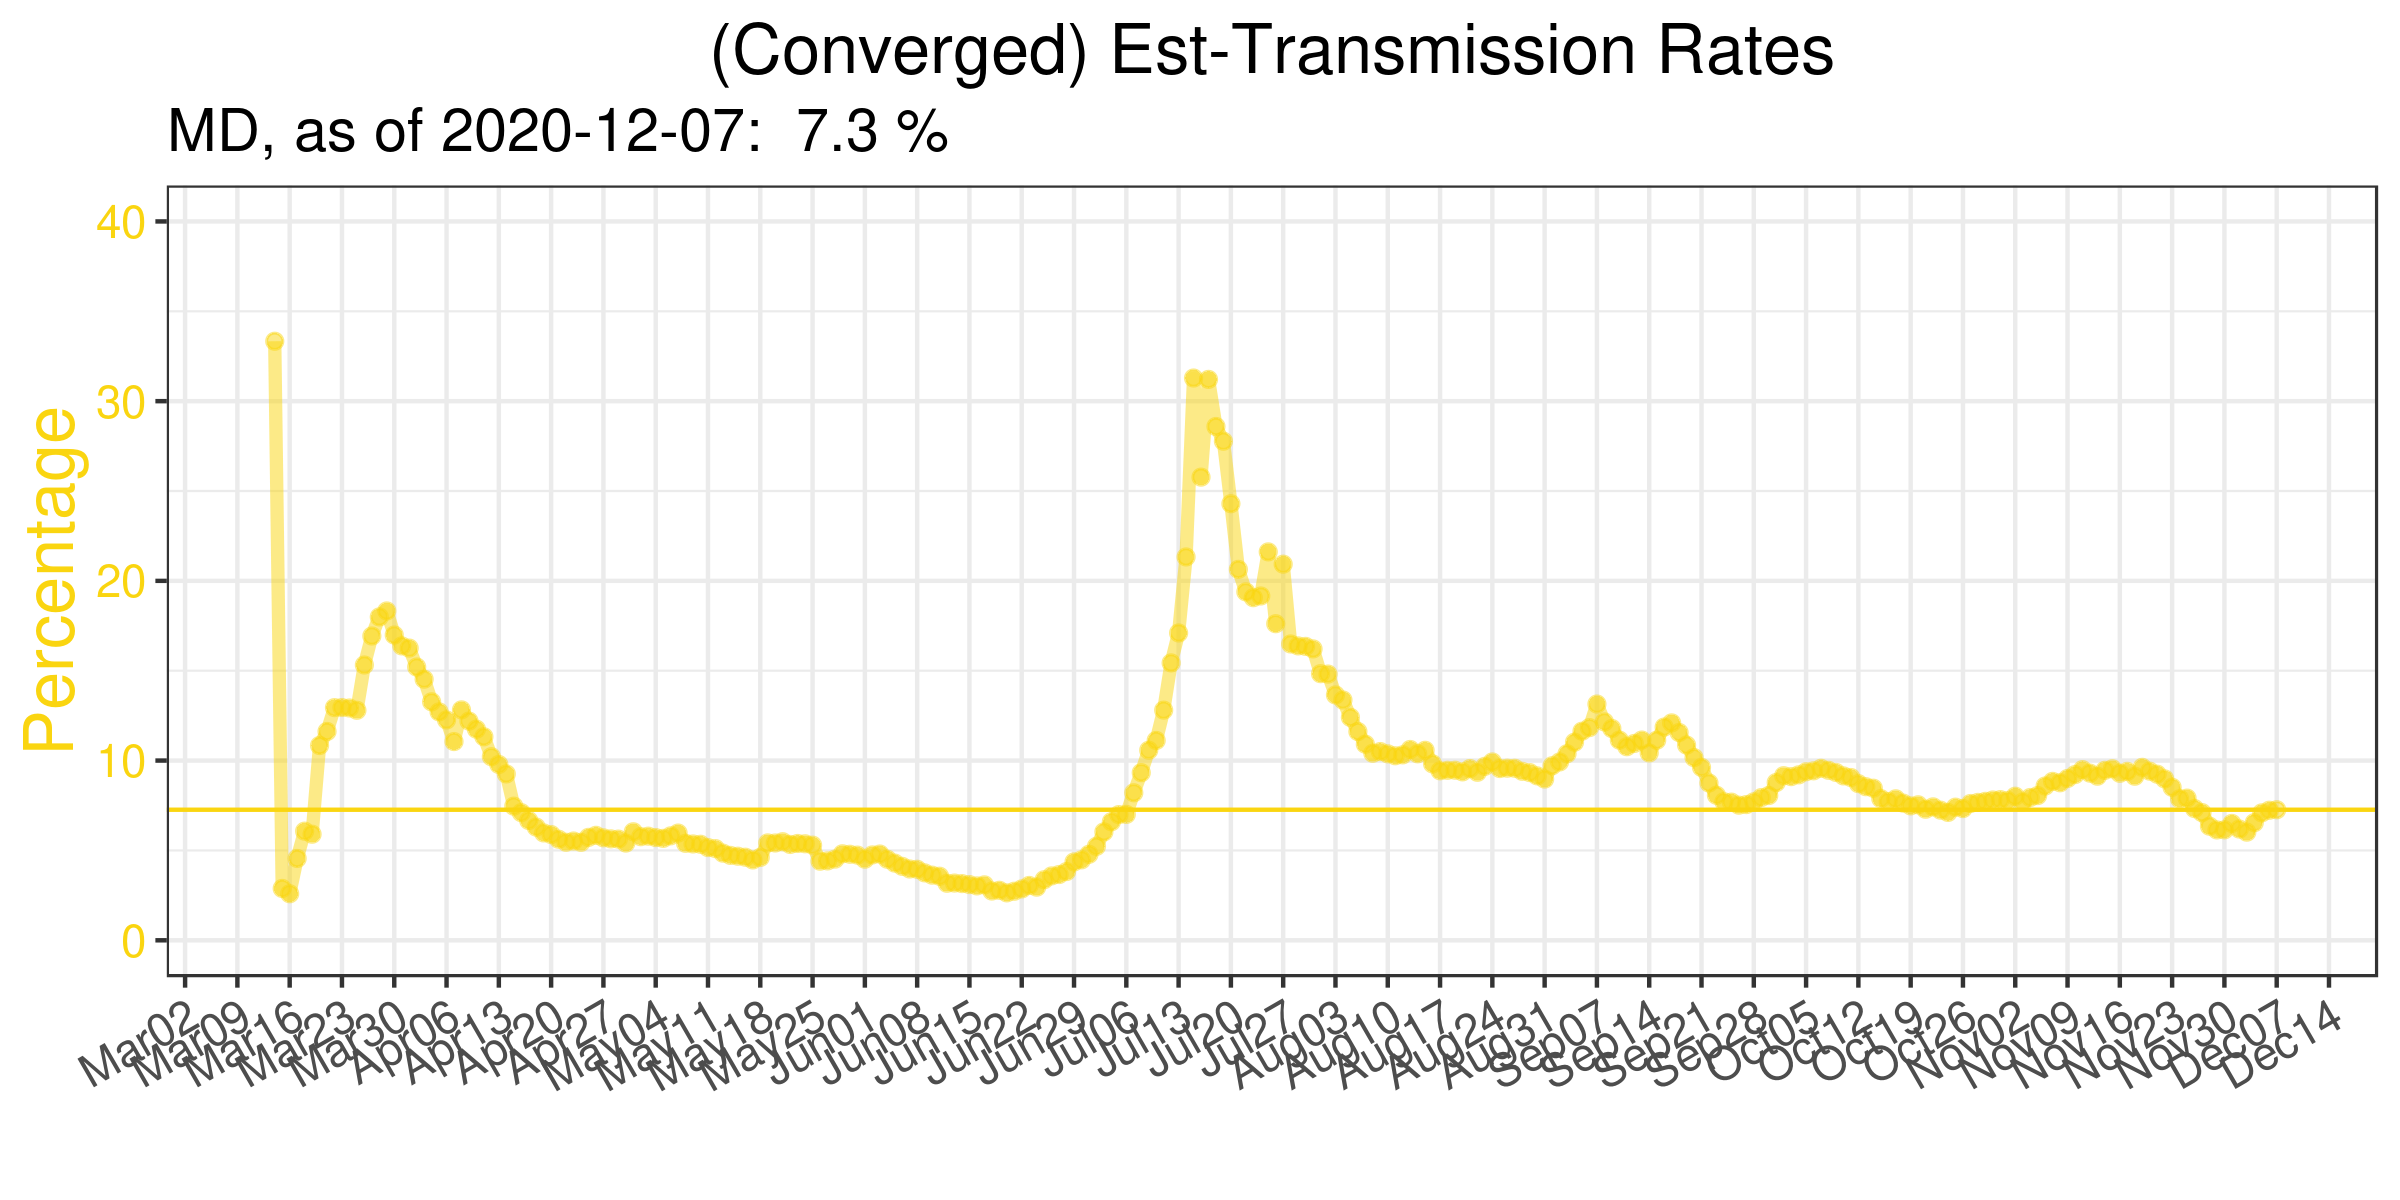 (Converged) Est-Transmission Rates
MD, as of 2020-12-07:  7.3 %
Percentage
40
30
20
10
0
Mar02
Mar09
Mar16
Mar23
Mar30
Apr06
Apr13
Apr20
Apr27
May04
May11
May18
May25
Jun01
Jun08
Jun15
Jun22
Jun29
Jul06
Jul13
Jul20
Jul27
Aug03
Aug10
Aug17
Aug24
Aug31
Sep07
Sep14
Sep21
Sep28
Oct05
Oct12
Oct19
Oct26
Nov02
Nov09
Nov16
Nov23
Nov30
Dec07
Dec14